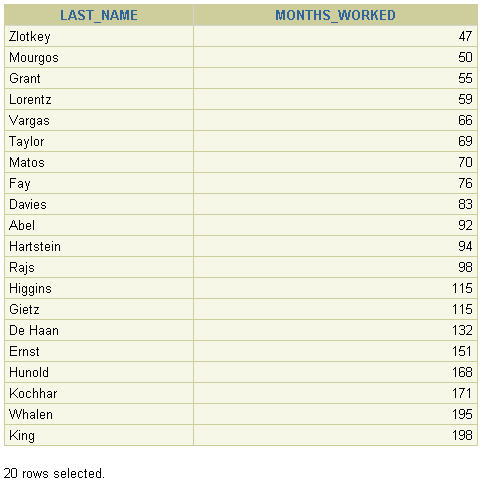 LAST_NAME MONTHS_WORKED
Zlotkey 47
Mourgos 50
Grant 55
Lorentz 59
Vargas 66
Taylor 69
Matos 70
Fay 76
Davies 83
Abel 92
Hartstein 94
Rajs 98
Higgins 115
Gietz 115
De Haan 132
Ernst 151
Hunold 168
Kochhar 171
Whalen 195
King 198
20 rows selected.